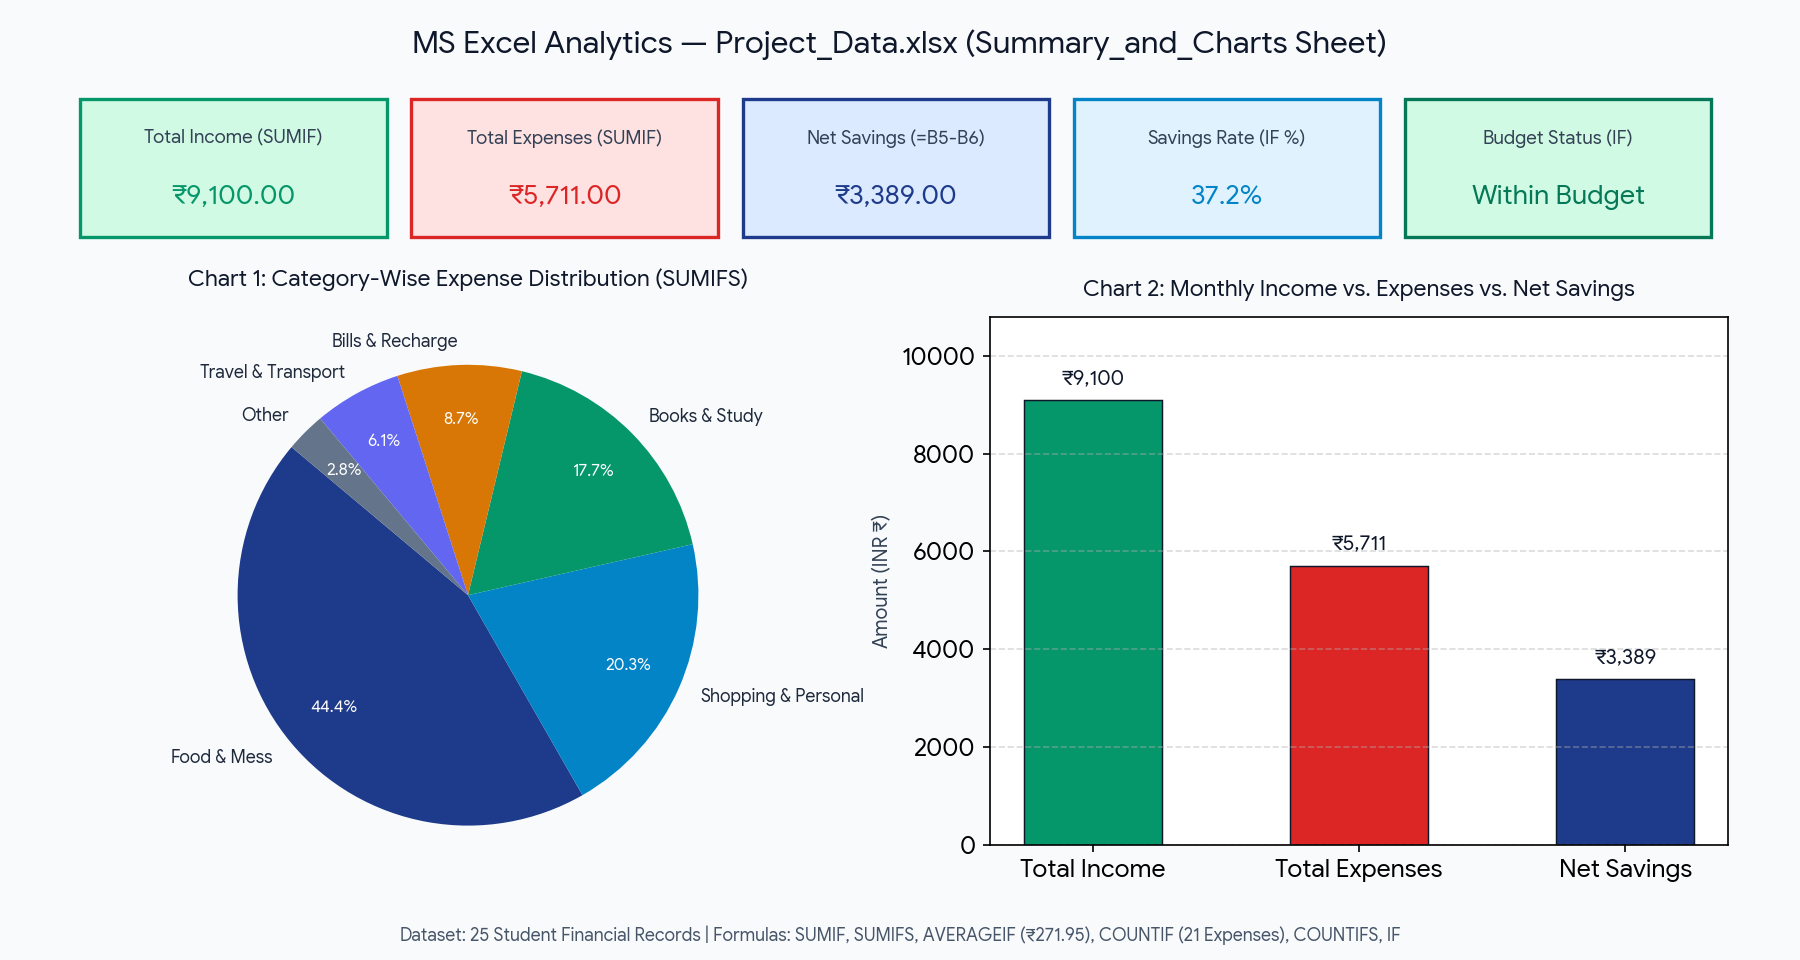 MS Excel Analytics — Project_Data.xlsx (Summary_and_Charts Sheet)
Total Income (SUMIF)
₹9,100.00
Total Expenses (SUMIF)
₹5,711.00
Net Savings (=B5-B6)
₹3,389.00
Savings Rate (IF %)
37.2%
Budget Status (IF)
Within Budget
Chart 1: Category-Wise Expense Distribution (SUMIFS)
Bills & Recharge
Travel & Transport
Other
Books & Study
Shopping & Personal
Food & Mess
8.7%
6.1%
2.8%
17.7%
20.3%
44.4%
Chart 2: Monthly Income vs. Expenses vs. Net Savings
Amount (INR ₹)
10000
8000
6000
4000
2000
0
₹9,100
₹5,711
₹3,389
Total Income
Total Expenses
Net Savings
Dataset: 25 Student Financial Records | Formulas: SUMIF, SUMIFS, AVERAGEIF (₹271.95), COUNTIF (21 Expenses), COUNTIFS, IF